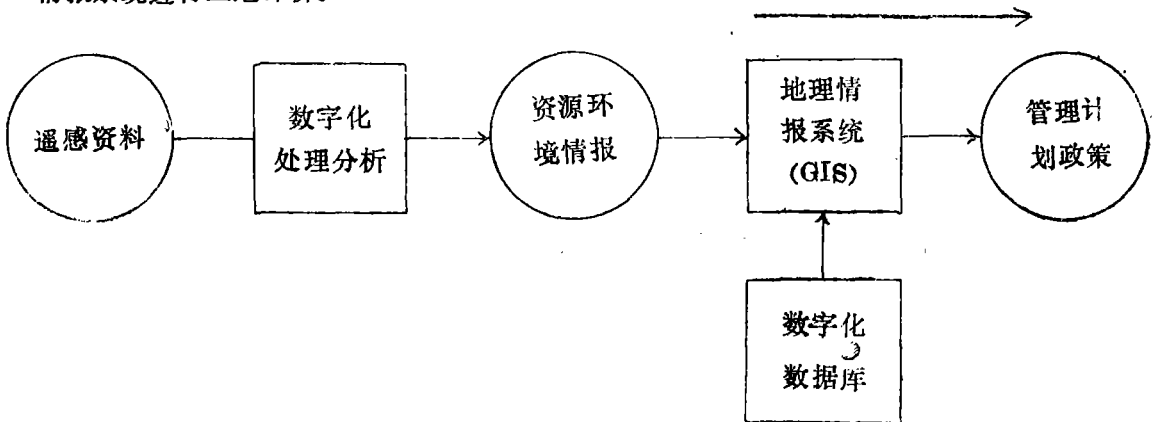 遥感资料
数字化
处理分析
资源环
境情报
地理情
报系统
(GIS)
管理计
划政策
数字化
数据库